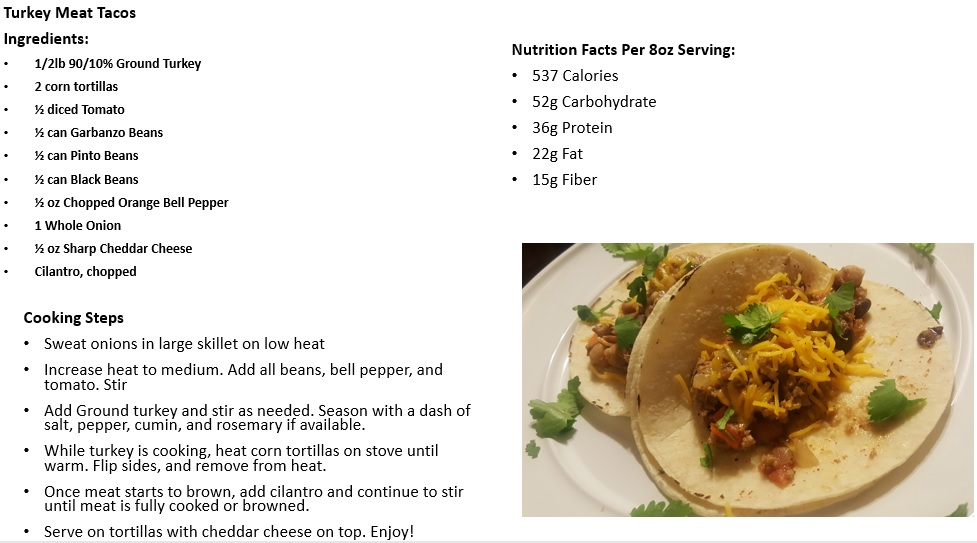 Turkey Meat Tacos
Ingredients:
• 1/2lb 90/10% Ground Turkey
• 2 corn tortillas
• ½ diced Tomato
• ½ can Garbanzo Beans
• ½ can Pinto Beans
• ½ can Black Beans
• ½ oz Chopped Orange Bell Pepper
• 1 Whole Onion
• ½ oz Sharp Cheddar Cheese
• Cilantro, chopped
Cooking Steps
• Sweat onions in large skillet on low heat
• Increase heat to medium. Add all beans, bell pepper, and
tomato. Stir
• Add Ground turkey and stir as needed. Season with a dash of
salt, pepper, cumin, and rosemary if available.
• While turkey is cooking, heat corn tortillas on stove until
warm. Flip sides, and remove from heat.
• Once meat starts to brown, add cilantro and continue to stir
until meat is fully cooked or browned.
• Serve on tortillas with cheddar cheese on top. Enjoy!
Nutrition Facts Per 8oz Serving:
• 537 Calories
• 52g Carbohydrate
• 36g Protein
• 22g Fat
• 15g Fiber